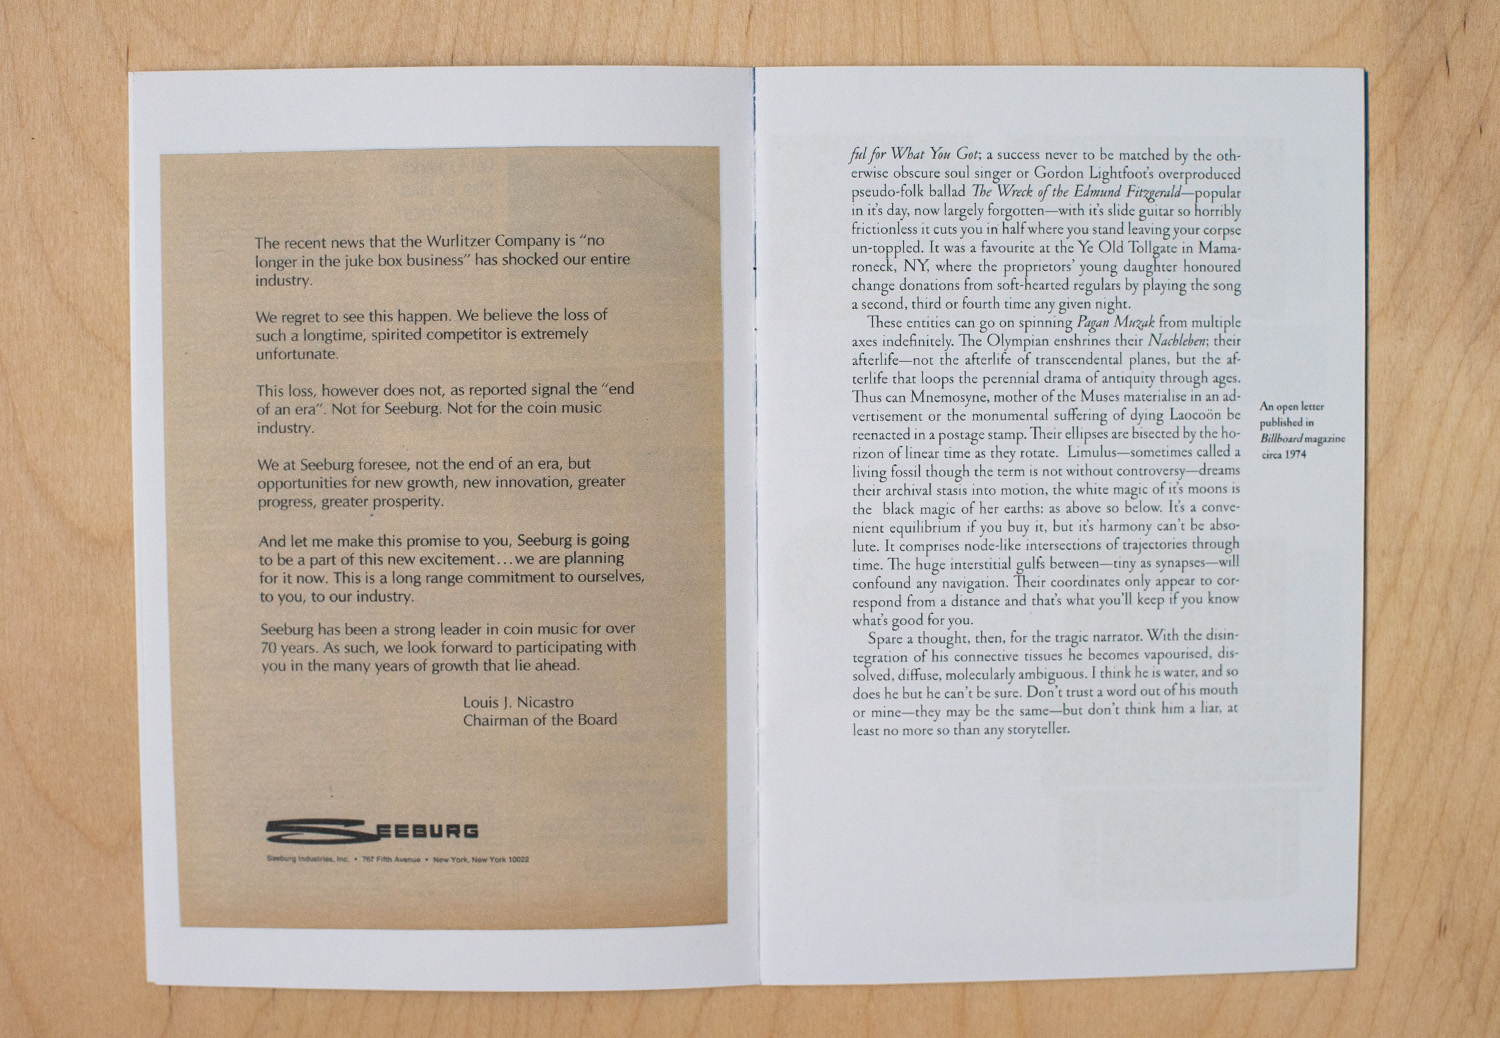 The recent news that the Wurlitzer Company is “no
longer in the juke box business” has shocked our entire
industry.
We regret to see this happen. We believe the loss of
such a longtime, spirited competitor is extremely
unfortunate.
This loss, however does not, as reported signal the “end
of an era”. Not for Seeburg. Not for the coin music
industry.
We at Seeburg foresee, not the end of an era, but
opportunities for new growth, new innovation, greater
progress, greater prosperity.
And let me make this promise to you, Seeburg is going
to be a part of this new excitement...we are planning
for it now. This is a long range commitment to ourselves,
to you, to our industry.
Seeburg has been a strong leader in coin music for over
70 years. As such, we look forward to participating with
you in the many years of growth that lie ahead.
Louis J. Nicastro
Chairman of the Board
SEEBURG
Seeburg Industries, Inc. • 767 Fifth Avenue • New York, New York 10022
ful for What You Got; a success never to be matched by the oth-
erwise obscure soul singer or Gordon Lightfoot's overproduced
pseudo-folk ballad The Wreck of the Edmund Fitzgerald—popular
in it's day, now largely forgotten—with it's slide guitar so horribly
frictionless it cuts you in half where you stand leaving your corpse
un-toppled. It was a favourite at the Ye Old Tollgate in Mama-
roneck, NY, where the proprietors' young daughter honoured
change donations from soft-hearted regulars by playing the song
a second, third or fourth time any given night.
These entities can go on spinning Pagan Muzak from multiple
axes indefinitely. The Olympian enshrines their Nachleben; their
afterlife—not the afterlife of transcendental planes, but the af-
terlife that loops the perennial drama of antiquity through ages.
Thus can Mnemosyne, mother of the Muses materialise in an ad-
vertisement or the monumental suffering of dying Laocoön be
reenacted in a postage stamp. Their ellipses are bisected by the ho-
rizon of linear time as they rotate. Limulus—sometimes called a
living fossil though the term is not without controversy—dreams
their archival stasis into motion, the white magic of it's moons is
the black magic of her earths: as above so below. It's a conve-
nient equilibrium if you buy it, but it's harmony can't be abso-
lute. It comprises node-like intersections of trajectories through
time. The huge interstitial gulfs between—tiny as synapses—will
confound any navigation. Their coordinates only appear to cor-
respond from a distance and that's what you'll keep if you know
what's good for you.
Spare a thought, then, for the tragic narrator. With the disin-
tegration of his connective tissues he becomes vapourised, dis-
solved, diffuse, molecularly ambiguous. I think he is water, and so
does he but he can't be sure. Don't trust a word out of his mouth
or mine—they may be the same—but don't think him a liar, at
least no more so than any storyteller.
An open letter
published in
Billboard magazine
circa 1974